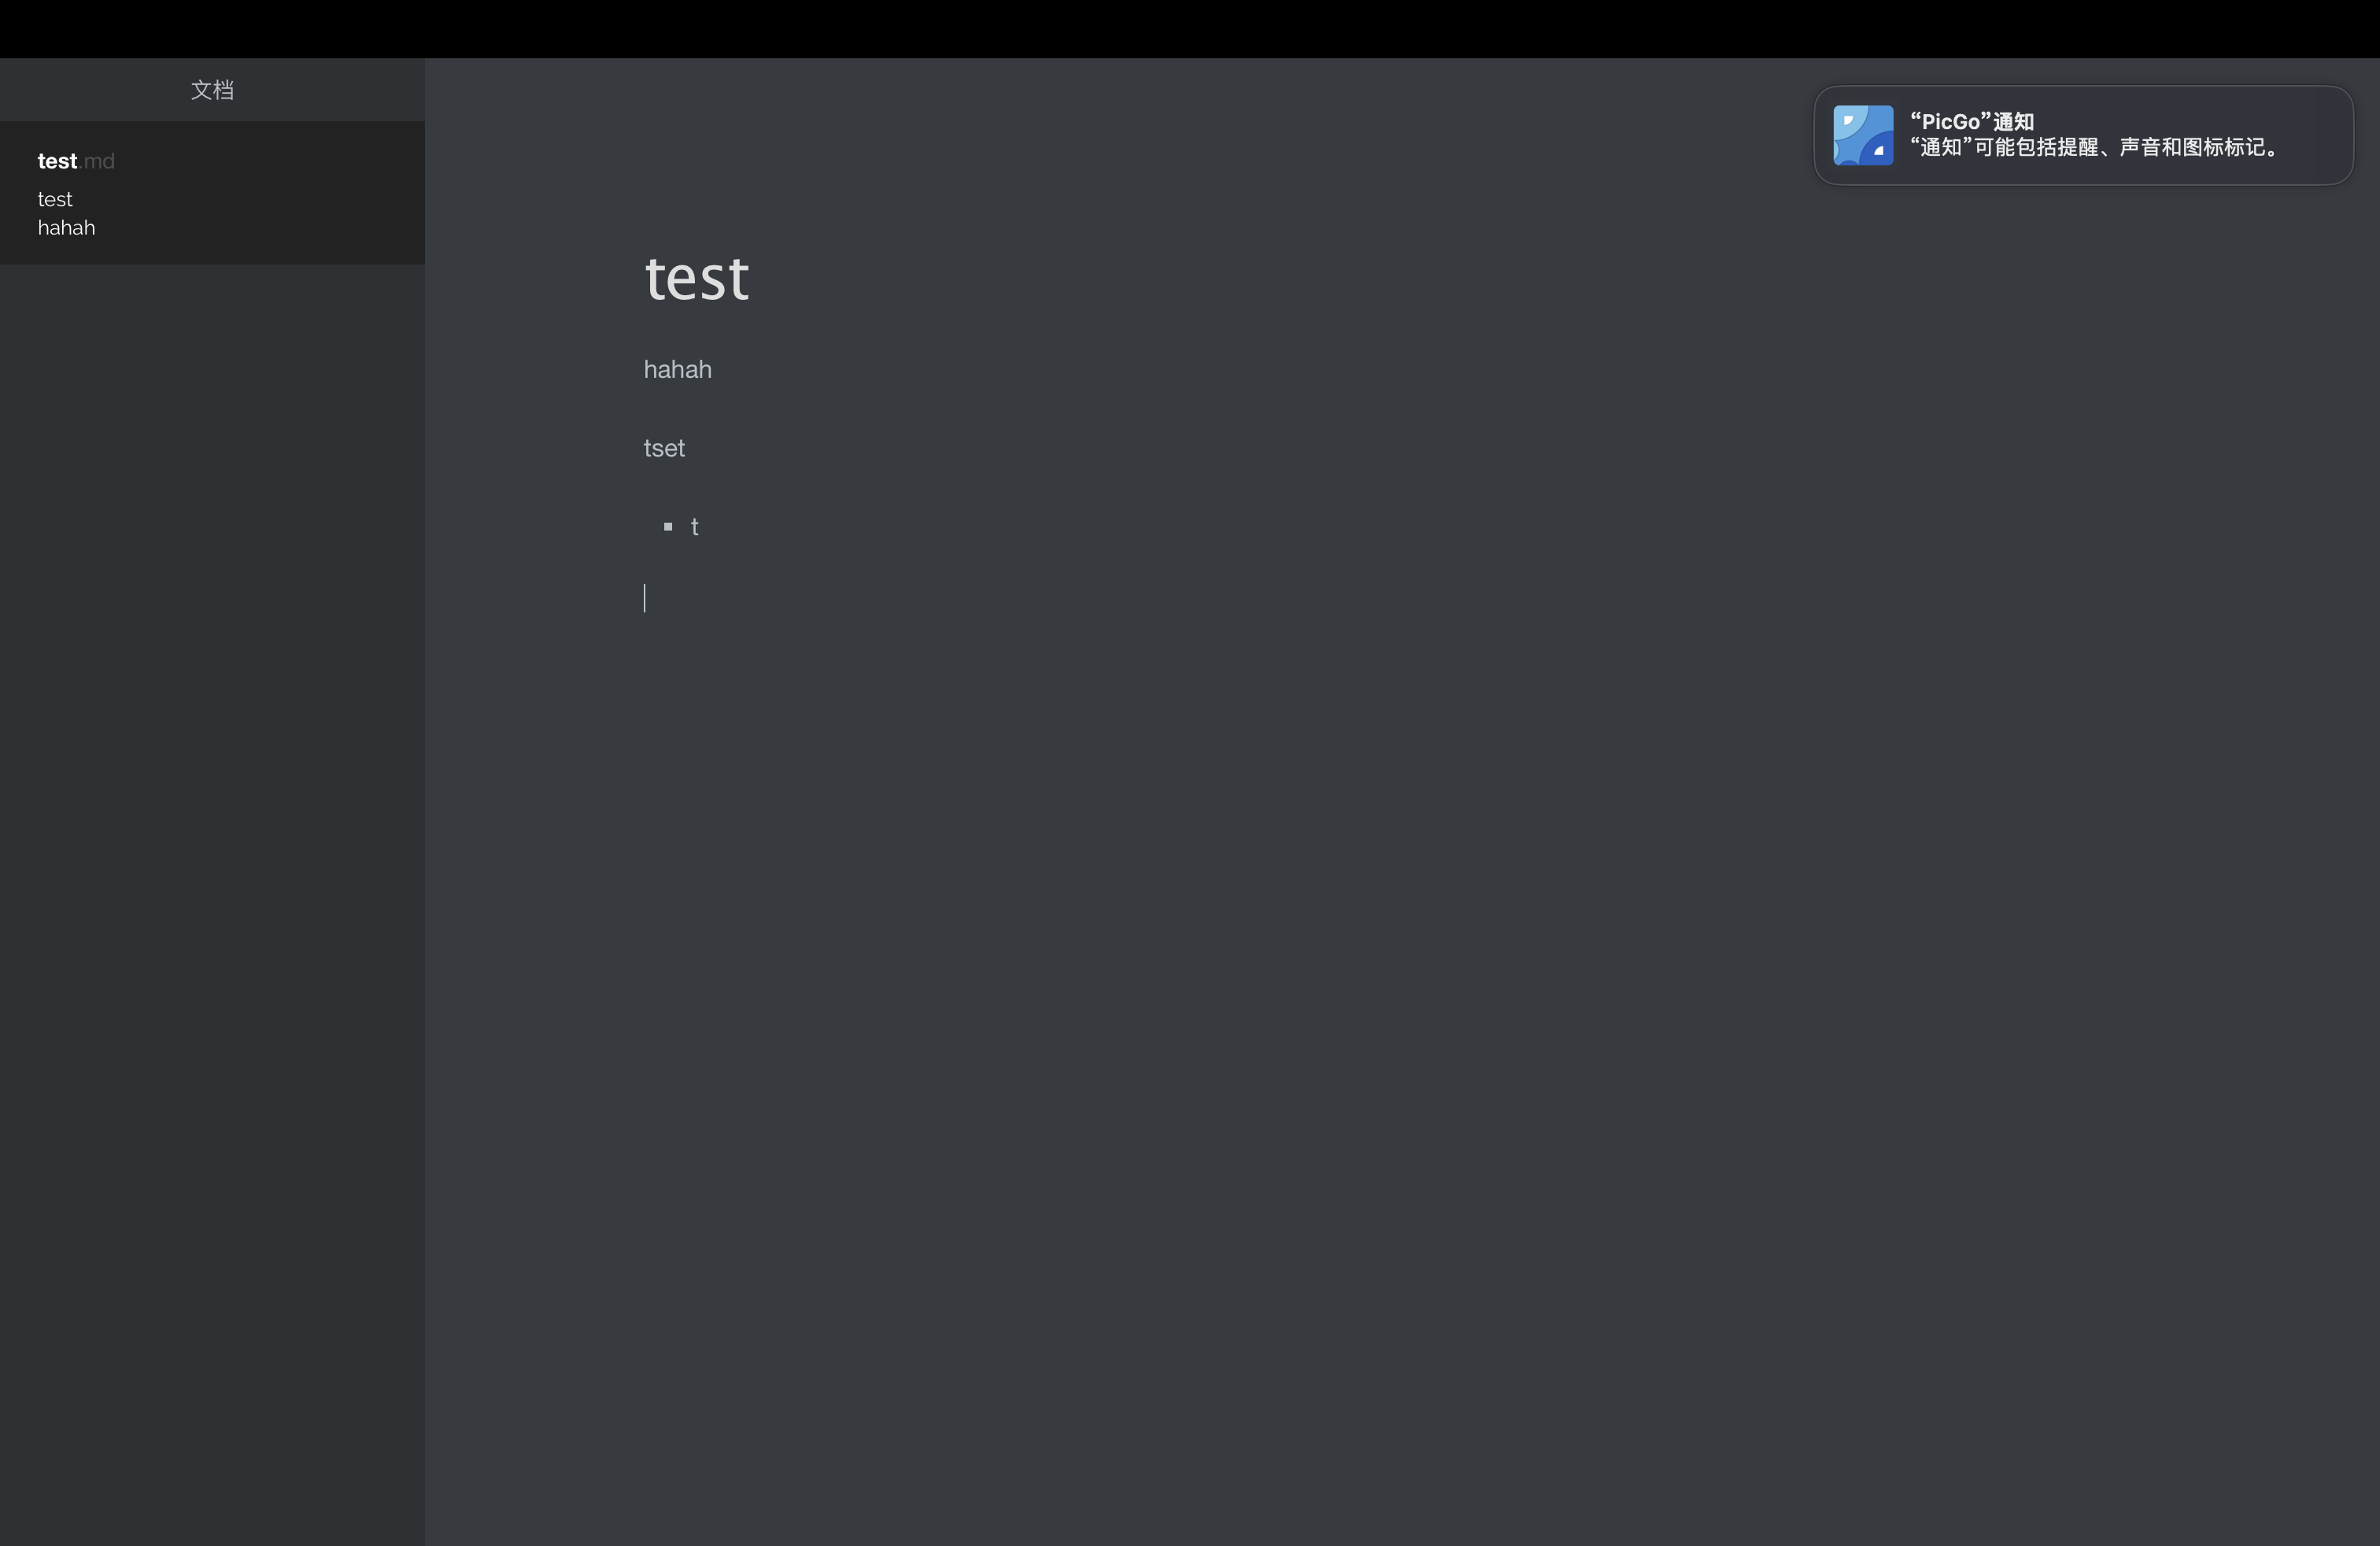 文档
test.md
test
hahah
“PicGo”通知
“通知”可能包括提醒、声音和图标标记。
test
hahah
tset
▪ t